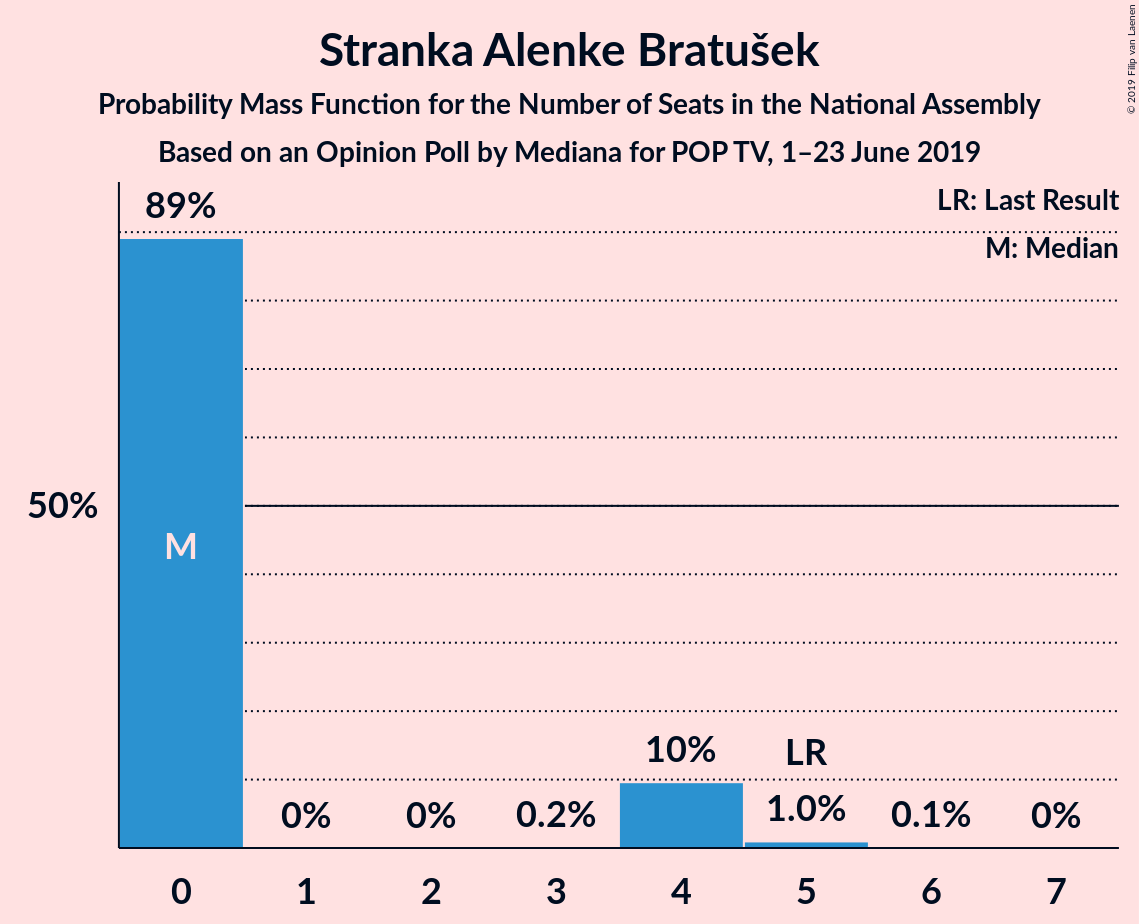 Stranka Alenke Bratušek
Probability Mass Function for the Number of Seats in the National Assembly
Based on an Opinion Poll by Mediana for POP TV, 1–23 June 2019
© 2019 Filip van Laenen
LR: Last Result
M: Median
89%
50%
M
0%
0%
0.2%
10%
LR
1.0%
0.1%
0%
0 1 2 3 4 5 6 7